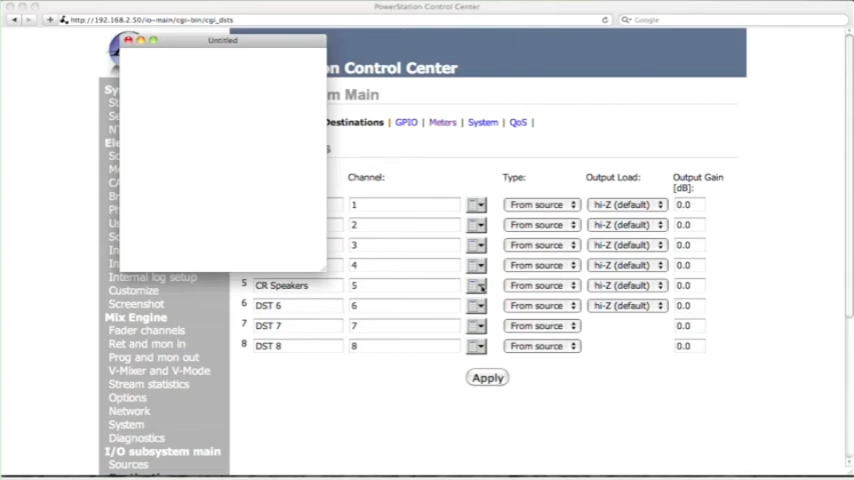 PowerStation Control Center
http://192.168.2.50/io-main/cgi-bin/cgi_dsts
Google
Untitled
n Control Center
m Main
Destinations | GPIO | Meters | System | QoS |
s
Channel: Type: Output Load: Output Gain [dB]:
1 From source hi-Z (default) 0.0
2 From source hi-Z (default) 0.0
3 From source hi-Z (default) 0.0
4 From source hi-Z (default) 0.0
5 CR Speakers 5 From source hi-Z (default) 0.0
6 DST 6 6 From source hi-Z (default) 0.0
7 DST 7 7 From source 0.0
8 DST 8 8 From source 0.0
Apply
Internal log setup
Customize
Screenshot
Mix Engine
Fader channels
Ret and mon in
Prog and mon out
V-Mixer and V-Mode
Stream statistics
Options
Network
System
Diagnostics
I/O subsystem main
Sources